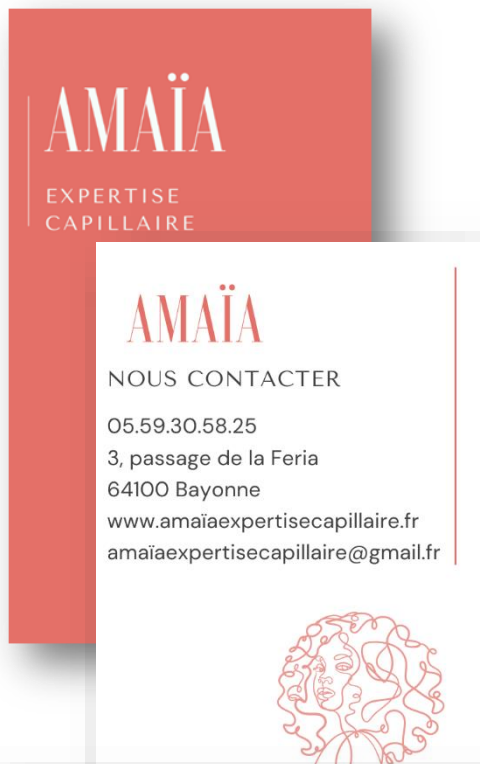 AMAÏA
EXPERTISE
CAPILLAIRE
AMAÏA
NOUS CONTACTER
05.59.30.58.25
3, passage de la Feria
64100 Bayonne
www.amaïaexpertisecapillaire.fr
amaïaexpertisecapillaire@gmail.fr